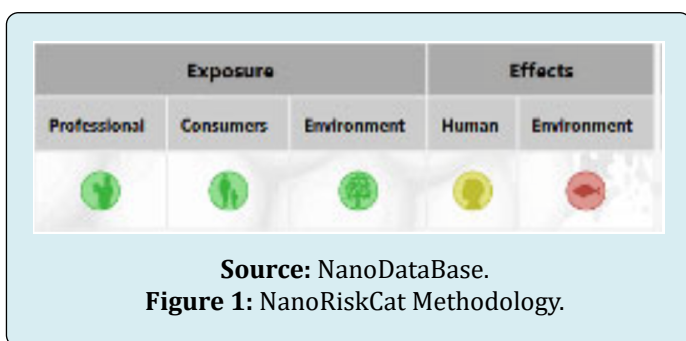 Exposure Effects
Professional Consumers Environment Human Environment
Source: NanoDataBase.
Figure 1: NanoRiskCat Methodology.